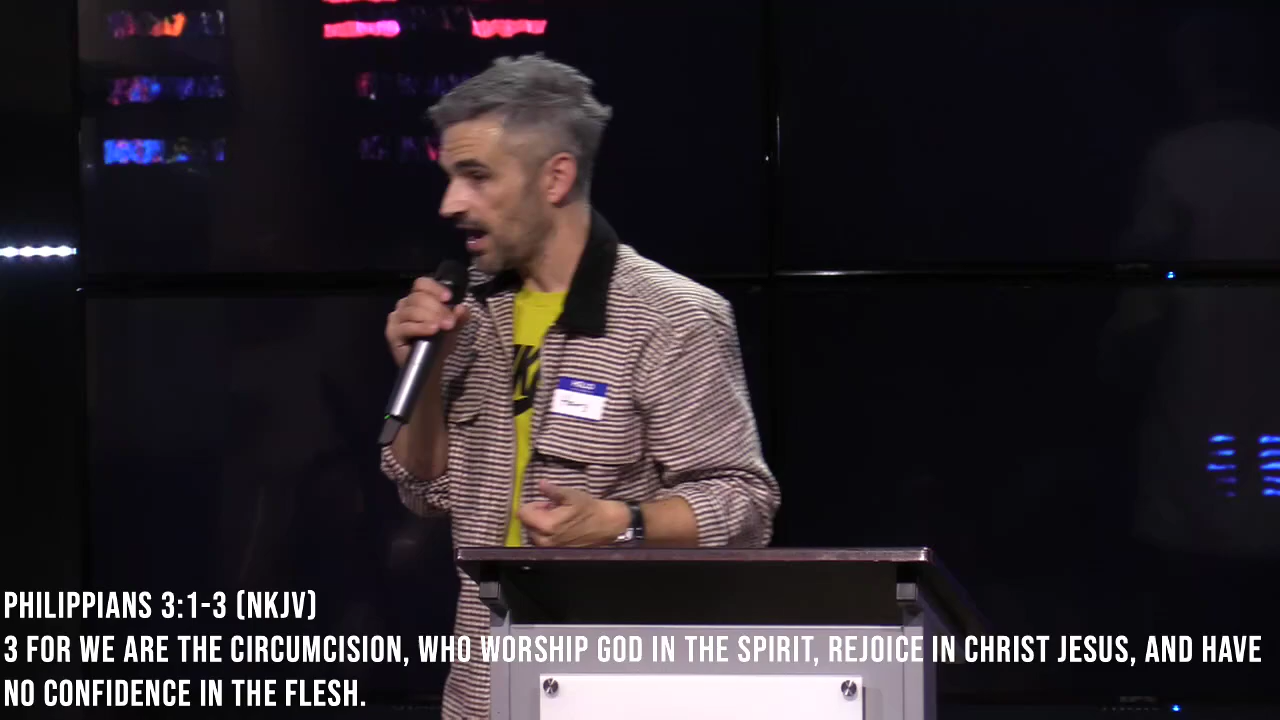 HELLO
PHILIPPIANS 3:1-3 (NKJV)
3 FOR WE ARE THE CIRCUMCISION, WHO WORSHIP GOD IN THE SPIRIT, REJOICE IN CHRIST JESUS, AND HAVE
NO CONFIDENCE IN THE FLESH.